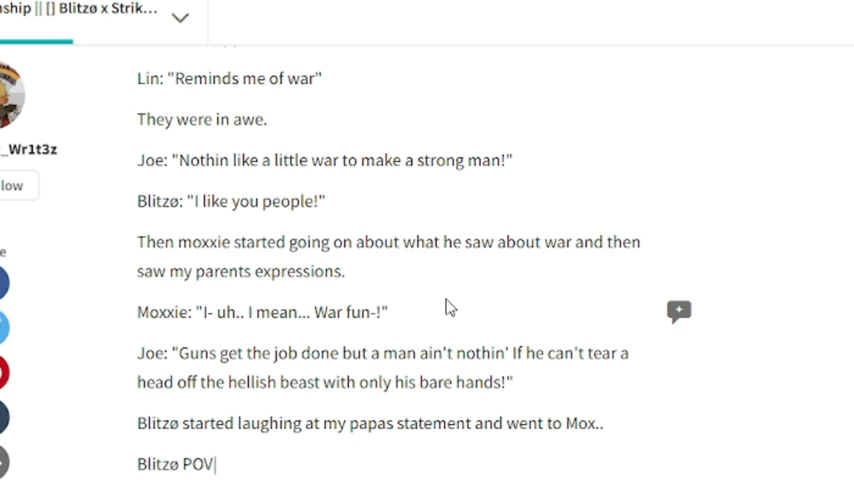 ship || [] Blitzø x Strik...
Lin: "Reminds me of war"
They were in awe.
_Wr1t3z
Joe: "Nothin like a little war to make a strong man!"
low
Blitzø: "I like you people!"
Then moxxie started going on about what he saw about war and then
saw my parents expressions.
Moxxie: "I- uh.. I mean... War fun-!"
Joe: "Guns get the job done but a man ain't nothin' If he can't tear a
head off the hellish beast with only his bare hands!"
Blitzø started laughing at my papas statement and went to Mox..
Blitzø POV